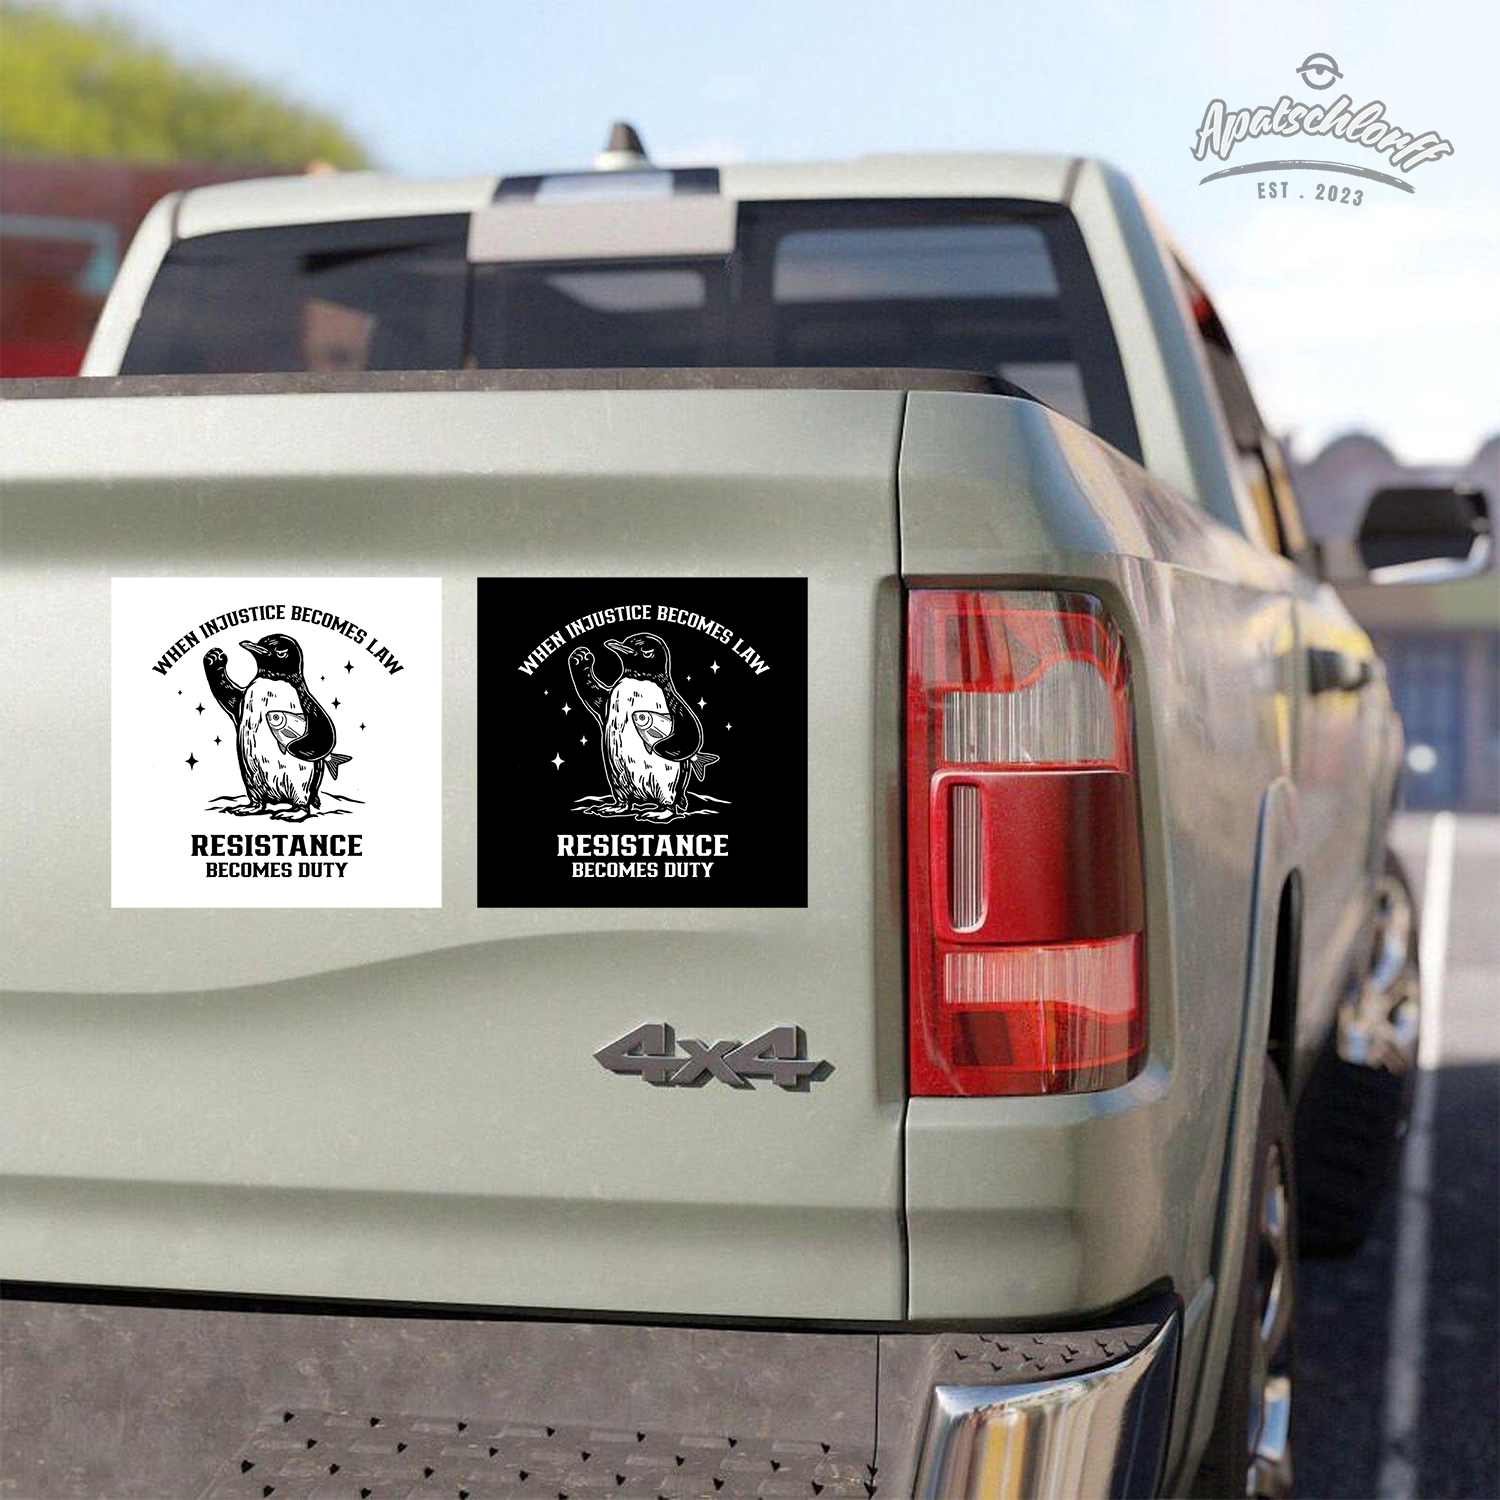 Apatschlorff
EST . 2023
WHEN INJUSTICE BECOMES LAW
RESISTANCE
BECOMES DUTY
WHEN INJUSTICE BECOMES LAW
RESISTANCE
BECOMES DUTY
4x4